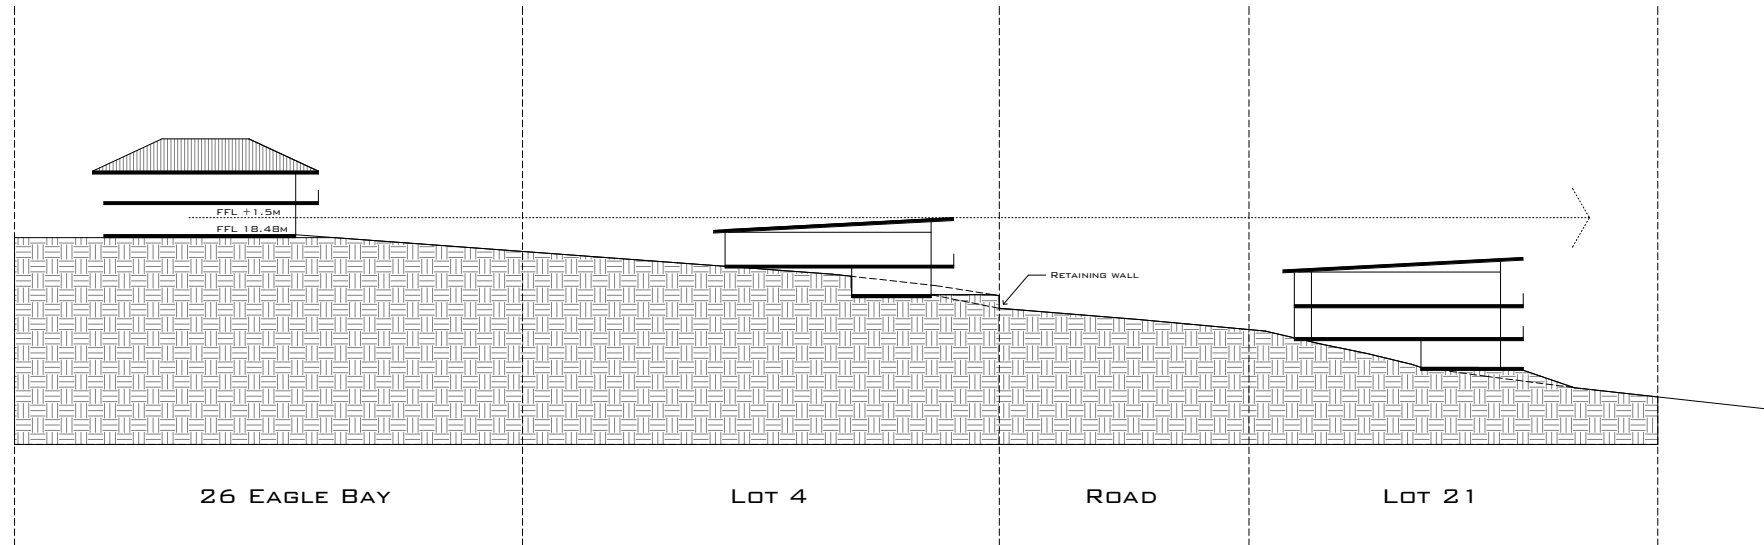 FFL +1.5m
FFL 18.48m
Retaining wall
26 Eagle Bay
Lot 4
Road
Lot 21